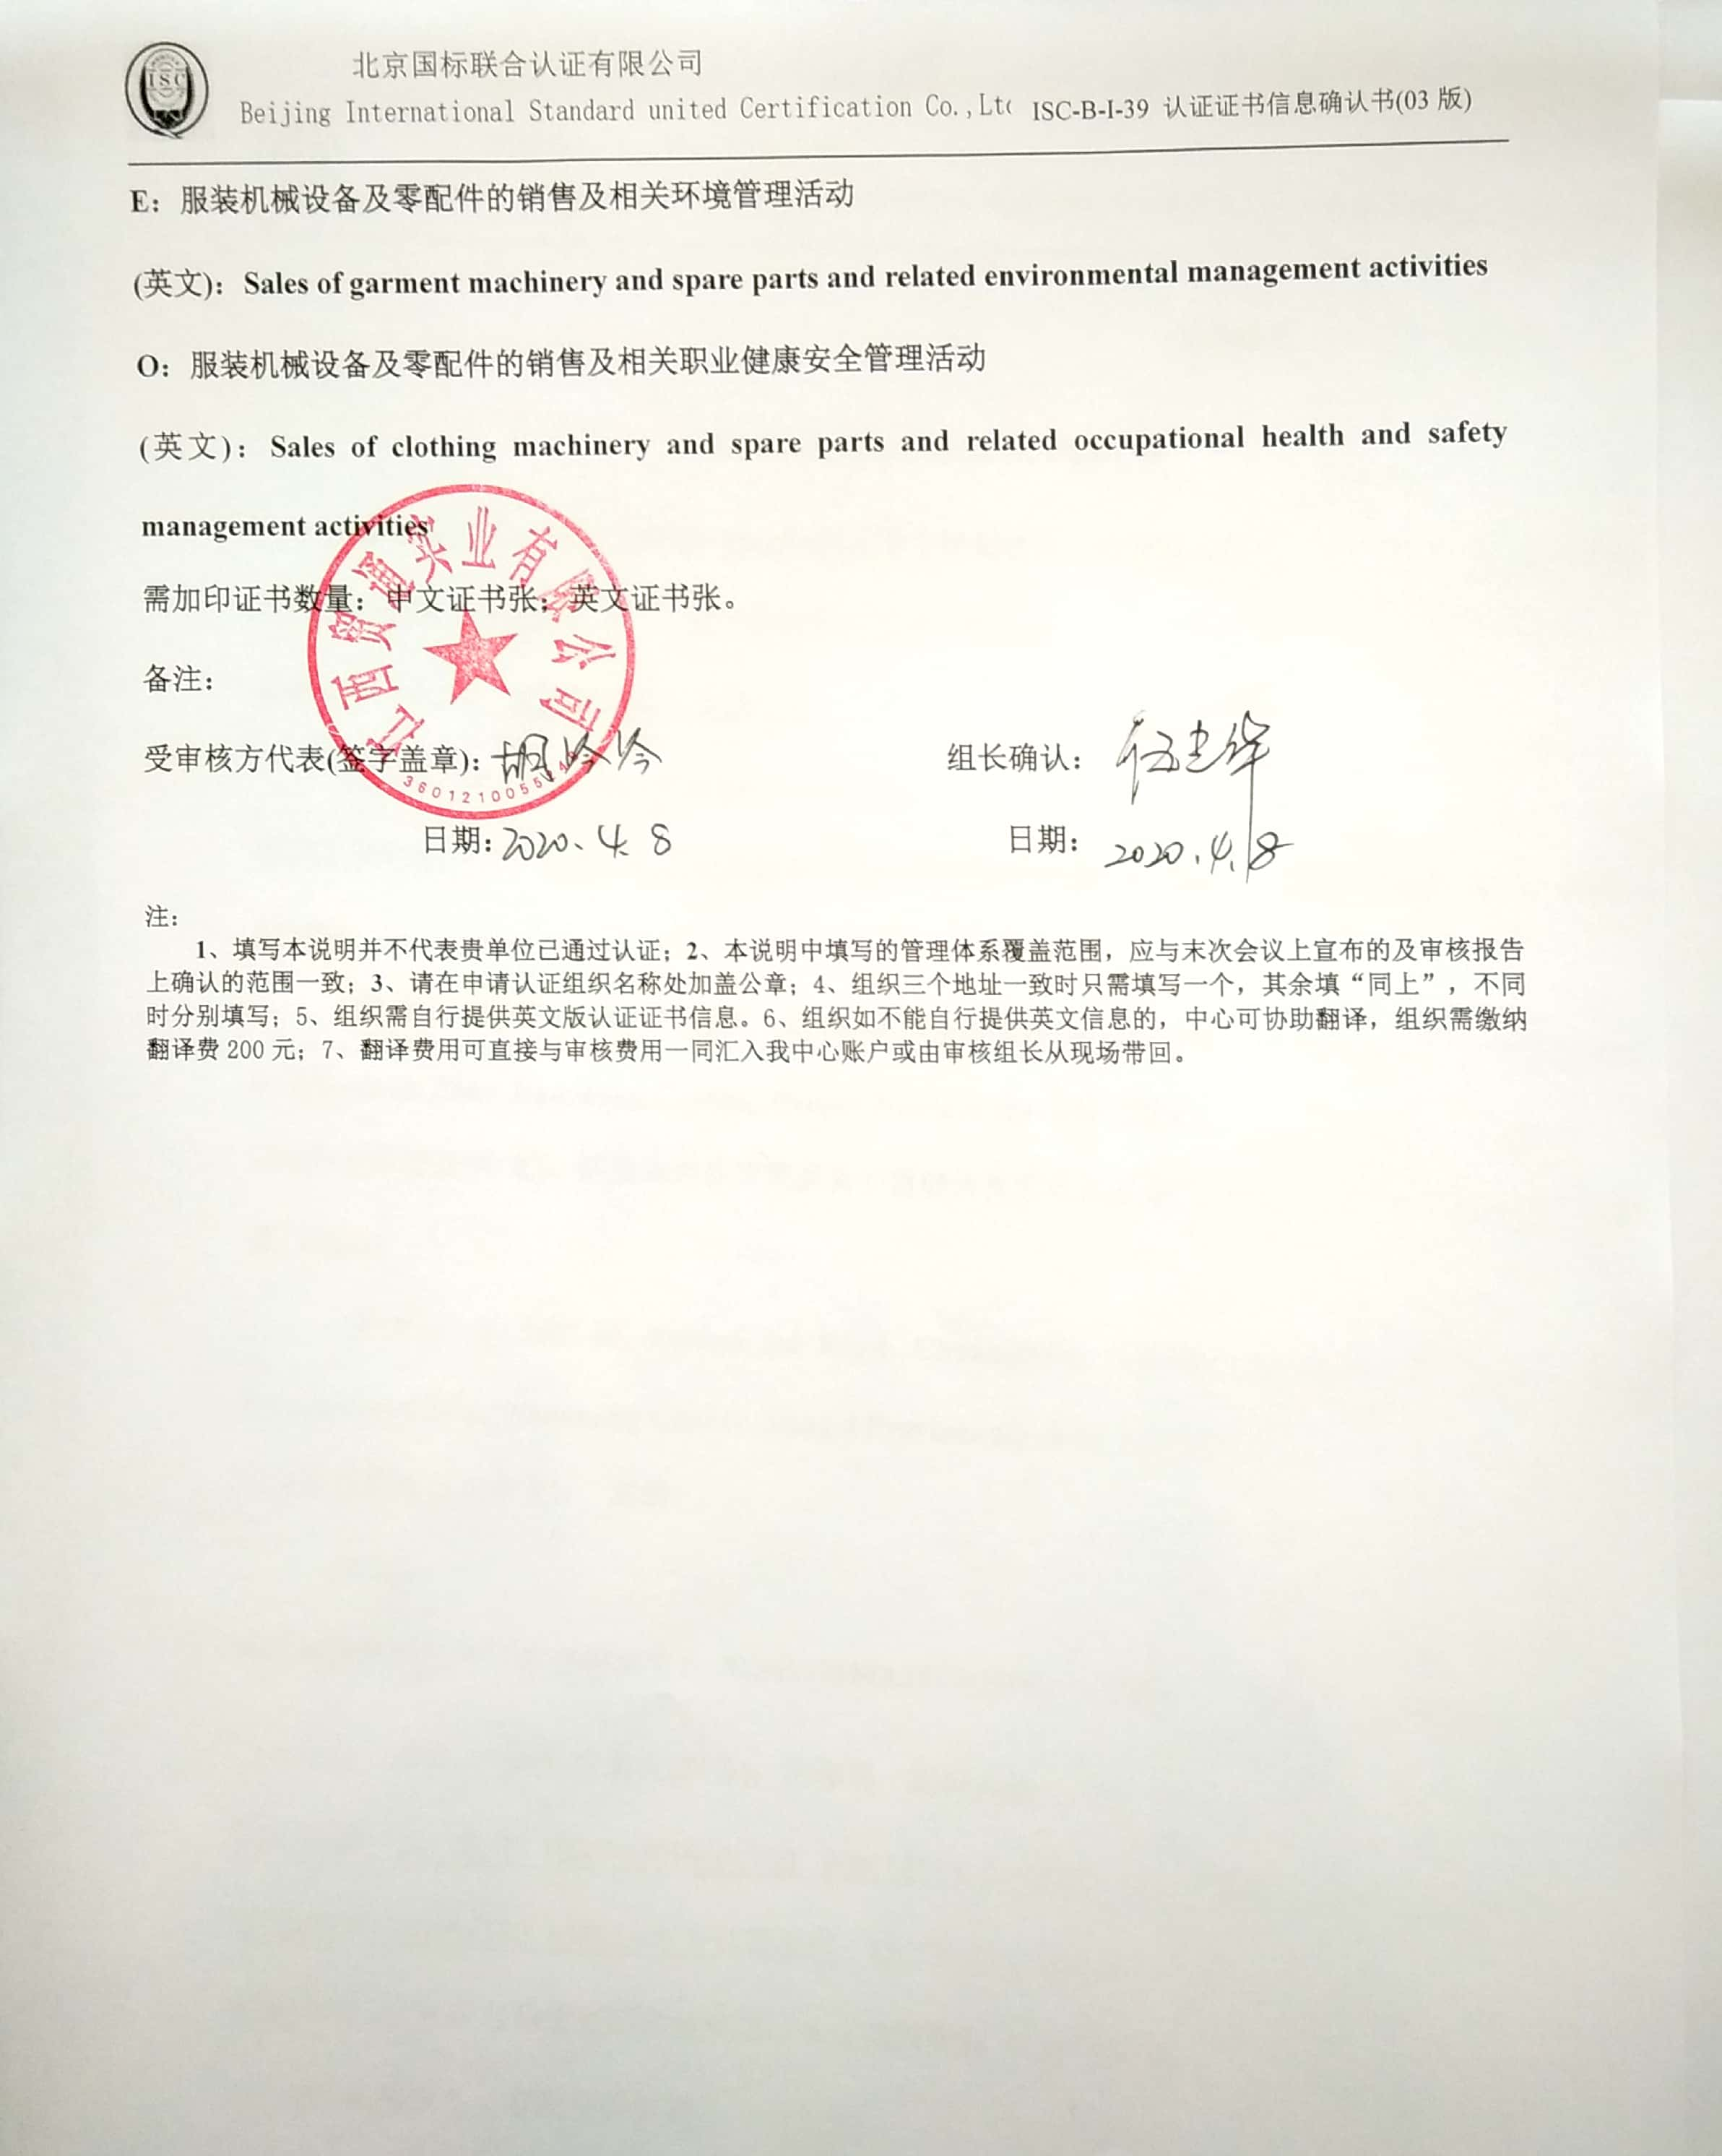 ISC
北京国标联合认证有限公司
Beijing International Standard united Certification Co.,Lt ISC-B-I-39 认证证书信息确认书(03 版)
E：服装机械设备及零配件的销售及相关环境管理活动
(英文)：Sales of garment machinery and spare parts and related environmental management activities
O：服装机械设备及零配件的销售及相关职业健康安全管理活动
(英文)：Sales of clothing machinery and spare parts and related occupational health and safety
management activities
需加印证书数量：中文证书张；英文证书张。
江西贸通实业有限公司
备注：
受审核方代表(签字盖章)：胡 组长确认：伍建华
3601210055
日期：2020、4. 8 日期：2020.4.8
注：
1、填写本说明并不代表贵单位已通过认证；2、本说明中填写的管理体系覆盖范围，应与末次会议上宣布的及审核报告
上确认的范围一致；3、请在申请认证组织名称处加盖公章；4、组织三个地址一致时只需填写一个，其余填“同上”，不同
时分别填写；5、组织需自行提供英文版认证证书信息。6、组织如不能自行提供英文信息的，中心可协助翻译，组织需缴纳
翻译费 200 元；7、翻译费用可直接与审核费用一同汇入我中心账户或由审核组长从现场带回。